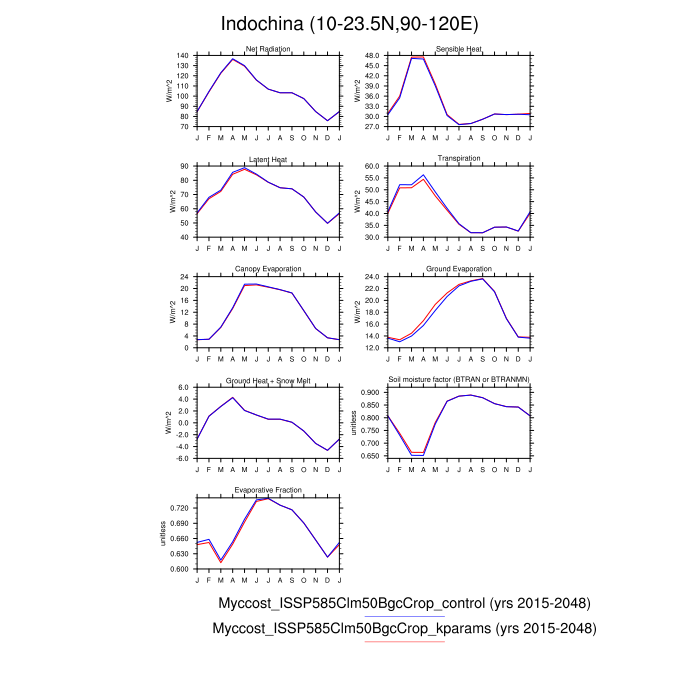 Indochina (10-23.5N,90-120E)
Net Radiation
W/m^2
140
130
120
110
100
90
80
70
J F M A M J J A S O N D J
Sensible Heat
W/m^2
48.0
45.0
42.0
39.0
36.0
33.0
30.0
27.0
J F M A M J J A S O N D J
Latent Heat
W/m^2
90
80
70
60
50
40
J F M A M J J A S O N D J
Transpiration
W/m^2
60.0
55.0
50.0
45.0
40.0
35.0
30.0
J F M A M J J A S O N D J
Canopy Evaporation
W/m^2
24
20
16
12
8
4
0
J F M A M J J A S O N D J
Ground Evaporation
W/m^2
24.0
22.0
20.0
18.0
16.0
14.0
12.0
J F M A M J J A S O N D J
Ground Heat + Snow Melt
W/m^2
6.0
4.0
2.0
0.0
-2.0
-4.0
-6.0
J F M A M J J A S O N D J
Soil moisture factor (BTRAN or BTRANMN)
unitless
0.900
0.850
0.800
0.750
0.700
0.650
J F M A M J J A S O N D J
Evaporative Fraction
unitless
0.720
0.690
0.660
0.630
0.600
J F M A M J J A S O N D J
Myccost_ISSP585Clm50BgcCrop_control (yrs 2015-2048)
Myccost_ISSP585Clm50BgcCrop_kparams (yrs 2015-2048)